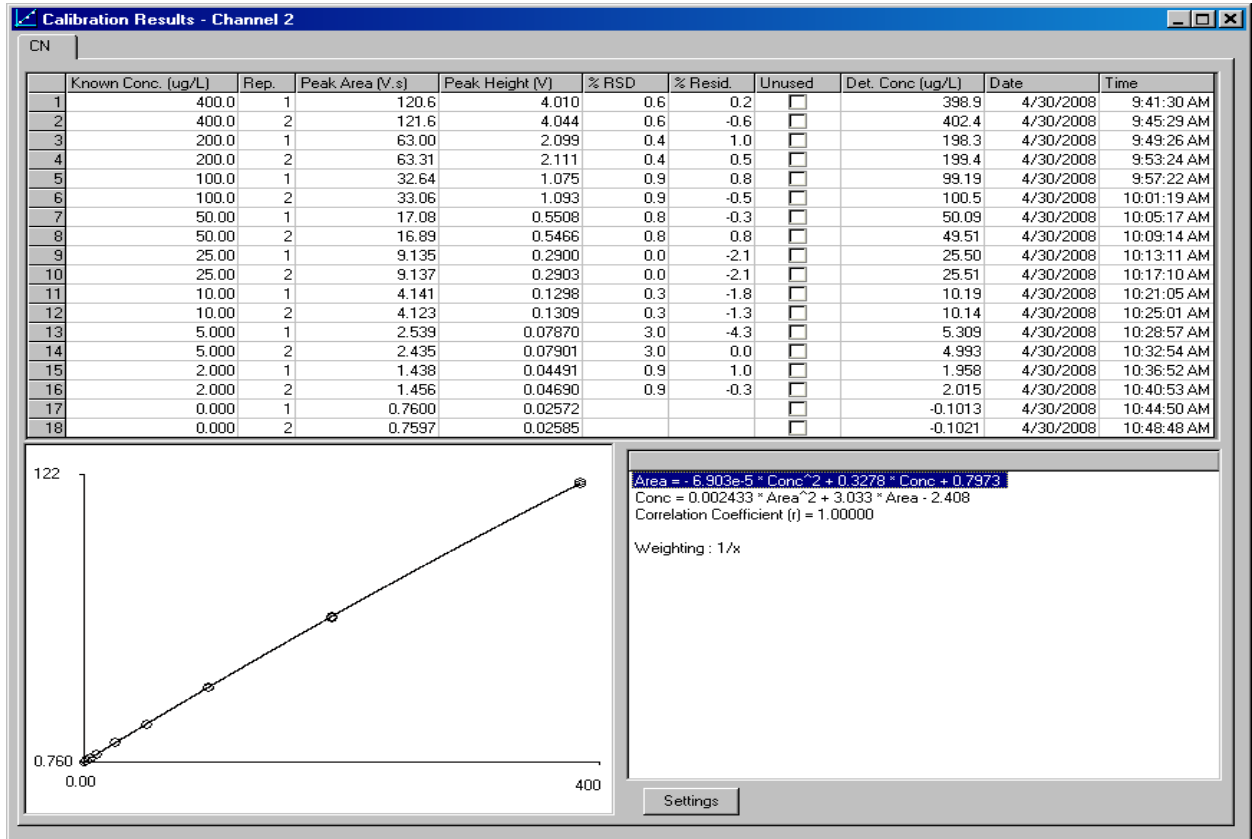 Calibration Results - Channel 2
CN
Known Conc. (ug/L) Rep. Peak Area (V.s) Peak Height (V) % RSD % Resid. Unused Det. Conc (ug/L) Date Time
1 400.0 1 120.6 4.010 0.6 0.2 398.9 4/30/2008 9:41:30 AM
2 400.0 2 121.6 4.044 0.6 -0.6 402.4 4/30/2008 9:45:29 AM
3 200.0 1 63.00 2.099 0.4 1.0 198.3 4/30/2008 9:49:26 AM
4 200.0 2 63.31 2.111 0.4 0.5 199.4 4/30/2008 9:53:24 AM
5 100.0 1 32.64 1.075 0.9 0.8 99.19 4/30/2008 9:57:22 AM
6 100.0 2 33.06 1.093 0.9 -0.5 100.5 4/30/2008 10:01:19 AM
7 50.00 1 17.08 0.5508 0.8 -0.3 50.09 4/30/2008 10:05:17 AM
8 50.00 2 16.89 0.5466 0.8 0.8 49.51 4/30/2008 10:09:14 AM
9 25.00 1 9.135 0.2900 0.0 -2.1 25.50 4/30/2008 10:13:11 AM
10 25.00 2 9.137 0.2903 0.0 -2.1 25.51 4/30/2008 10:17:10 AM
11 10.00 1 4.141 0.1298 0.3 -1.8 10.19 4/30/2008 10:21:05 AM
12 10.00 2 4.123 0.1309 0.3 -1.3 10.14 4/30/2008 10:25:01 AM
13 5.000 1 2.539 0.07870 3.0 -4.3 5.309 4/30/2008 10:28:57 AM
14 5.000 2 2.435 0.07901 3.0 0.0 4.993 4/30/2008 10:32:54 AM
15 2.000 1 1.438 0.04491 0.9 1.0 1.958 4/30/2008 10:36:52 AM
16 2.000 2 1.456 0.04690 0.9 -0.3 2.015 4/30/2008 10:40:53 AM
17 0.000 1 0.7600 0.02572 -0.1013 4/30/2008 10:44:50 AM
18 0.000 2 0.7597 0.02585 -0.1021 4/30/2008 10:48:48 AM
122
0.760
0.00
400
Area = - 6.903e-5 * Conc^2 + 0.3278 * Conc + 0.7973
Conc = 0.002433 * Area^2 + 3.033 * Area - 2.408
Correlation Coefficient (r) = 1.00000
Weighting : 1/x
Settings